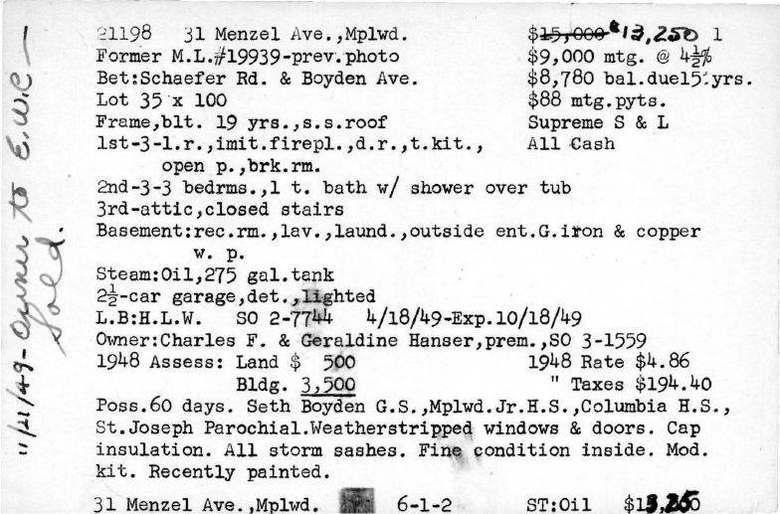 21198 31 Menzel Ave.,Mplwd. $15,000 $13,250 1
Former M.L.#19939-prev.photo $9,000 mtg. @ 4½%
Bet:Schaefer Rd. & Boyden Ave. $8,780 bal.due15½yrs.
Lot 35 x 100 $88 mtg.pyts.
Frame,blt. 19 yrs.,s.s.roof Supreme S & L
1st-3-l.r.,imit.firepl.,d.r.,t.kit., All Cash
open p.,brk.rm.
2nd-3-3 bedrms.,1 t. bath w/ shower over tub
3rd-attic,closed stairs
Basement:rec.rm.,lav.,laund.,outside ent.G.iron & copper
w. p.
Steam:Oil,275 gal.tank
2½-car garage,det.,lighted
L.B:H.L.W. SO 2-7744 4/18/49-Exp.10/18/49
Owner:Charles F. & Geraldine Hanser,prem.,SO 3-1559
1948 Assess: Land $ 500 1948 Rate $4.86
Bldg. 3,500 " Taxes $194.40
Poss.60 days. Seth Boyden G.S.,Mplwd.Jr.H.S.,Columbia H.S.,
St.Joseph Parochial.Weatherstripped windows & doors. Cap
insulation. All storm sashes. Fine condition inside. Mod.
kit. Recently painted.
31 Menzel Ave.,Mplwd. 6-1-2 ST:Oil $13,250
11/21/49-Owner to E.W.C-
Sold.